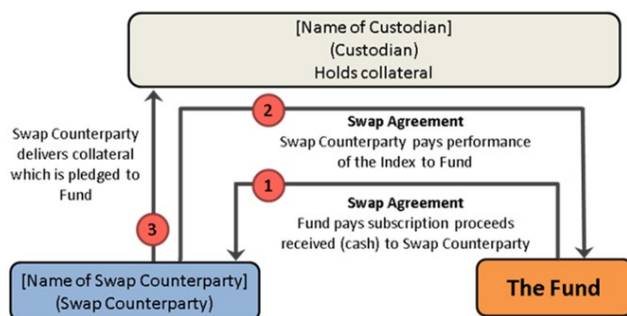 [Name of Custodian]
(Custodian)
Holds collateral
2
Swap Agreement
Swap Counterparty pays performance
of the Index to Fund
Swap Counterparty
delivers collateral
which is pledged to
Fund
1
Swap Agreement
Fund pays subscription proceeds
received (cash) to Swap Counterparty
3
[Name of Swap Counterparty]
(Swap Counterparty)
The Fund